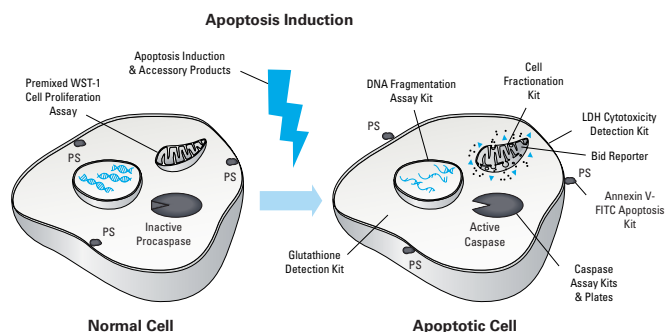 Apoptosis Induction
Apoptosis Induction
& Accessory Products
Premixed WST-1
Cell Proliferation
Assay
PS
PS
PS
Inactive
Procaspase
Normal Cell
DNA Fragmentation
Assay Kit
Cell
Fractionation
Kit
LDH Cytotoxicity
Detection Kit
Bid Reporter
PS
PS
Annexin V-
FITC Apoptosis
Kit
Active
Caspase
Glutathione
Detection Kit
PS
Caspase
Assay Kits
& Plates
Apoptotic Cell